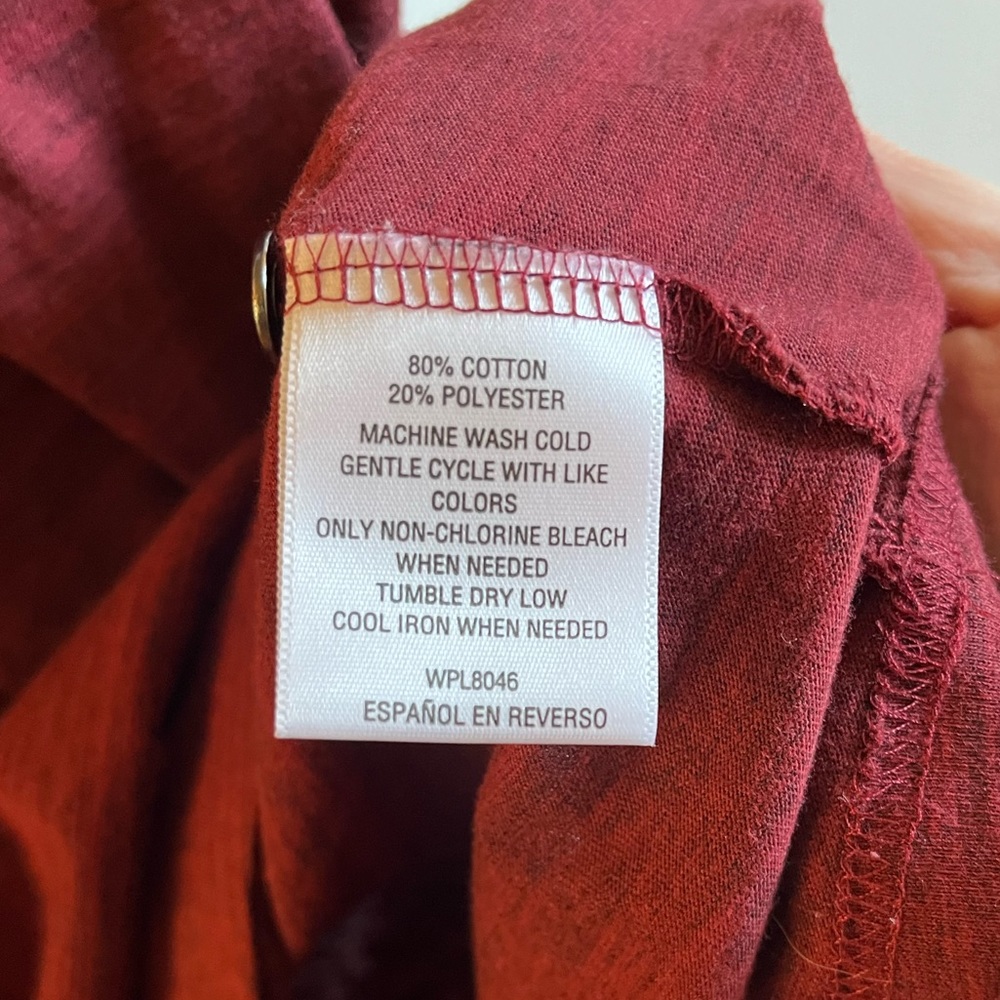 80% COTTON
20% POLYESTER
MACHINE WASH COLD
GENTLE CYCLE WITH LIKE
COLORS
ONLY NON-CHLORINE BLEACH
WHEN NEEDED
TUMBLE DRY LOW
COOL IRON WHEN NEEDED
WPL8046
ESPAÑOL EN REVERSO